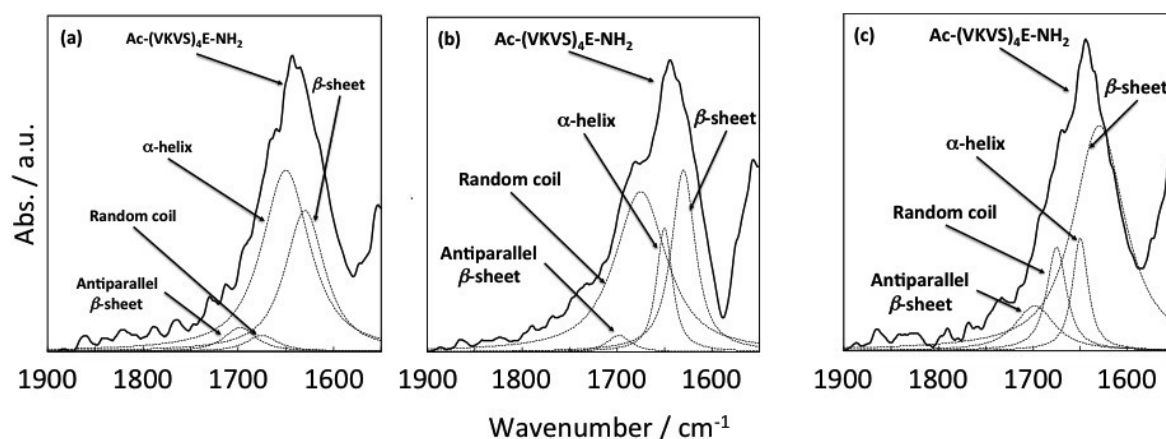 (a)
Ac-(VKVS)₄E-NH₂
β-sheet
α-helix
Random coil
Antiparallel
β-sheet
1900 1800 1700 1600
(b)
Ac-(VKVS)₄E-NH₂
α-helix
β-sheet
Random coil
Antiparallel
β-sheet
1900 1800 1700 1600
(c)
Ac-(VKVS)₄E-NH₂
β-sheet
α-helix
Random coil
Antiparallel
β-sheet
1900 1800 1700 1600
Abs. / a.u.
Wavenumber / cm⁻¹